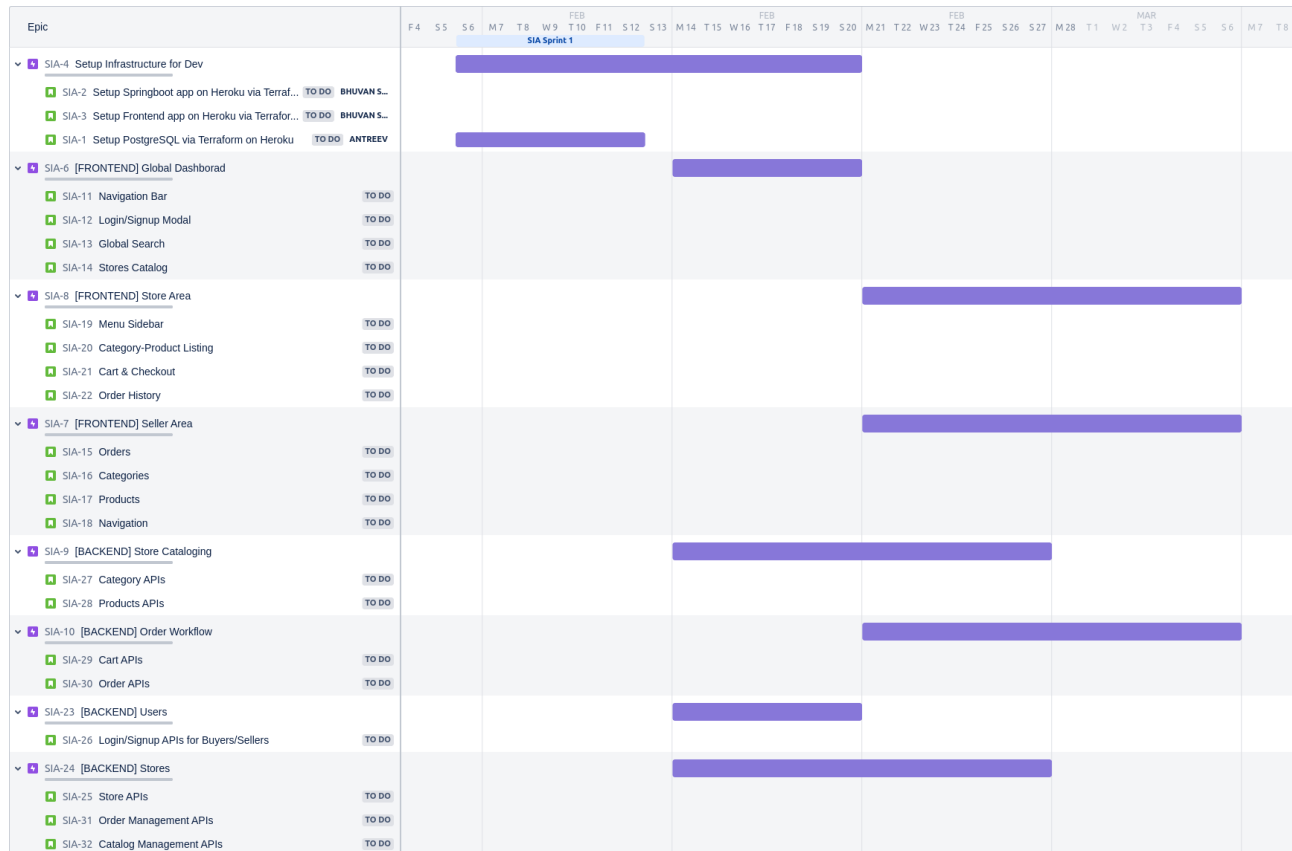 Epic
FEB FEB FEB MAR
F 4 S 5 S 6 M 7 T 8 W 9 T 10 F 11 S 12 S 13 M 14 T 15 W 16 T 17 F 18 S 19 S 20 M 21 T 22 W 23 T 24 F 25 S 26 S 27 M 28 T 1 W 2 T 3 F 4 S 5 S 6 M 7 T 8
SIA Sprint 1
SIA-4 Setup Infrastructure for Dev
SIA-2 Setup Springboot app on Heroku via Terraf... TO DO BHUVAN S...
SIA-3 Setup Frontend app on Heroku via Terrafor... TO DO BHUVAN S...
SIA-1 Setup PostgreSQL via Terraform on Heroku TO DO ANTREEV
SIA-6 [FRONTEND] Global Dashborad
SIA-11 Navigation Bar TO DO
SIA-12 Login/Signup Modal TO DO
SIA-13 Global Search TO DO
SIA-14 Stores Catalog TO DO
SIA-8 [FRONTEND] Store Area
SIA-19 Menu Sidebar TO DO
SIA-20 Category-Product Listing TO DO
SIA-21 Cart & Checkout TO DO
SIA-22 Order History TO DO
SIA-7 [FRONTEND] Seller Area
SIA-15 Orders TO DO
SIA-16 Categories TO DO
SIA-17 Products TO DO
SIA-18 Navigation TO DO
SIA-9 [BACKEND] Store Cataloging
SIA-27 Category APIs TO DO
SIA-28 Products APIs TO DO
SIA-10 [BACKEND] Order Workflow
SIA-29 Cart APIs TO DO
SIA-30 Order APIs TO DO
SIA-23 [BACKEND] Users
SIA-26 Login/Signup APIs for Buyers/Sellers TO DO
SIA-24 [BACKEND] Stores
SIA-25 Store APIs TO DO
SIA-31 Order Management APIs TO DO
SIA-32 Catalog Management APIs TO DO